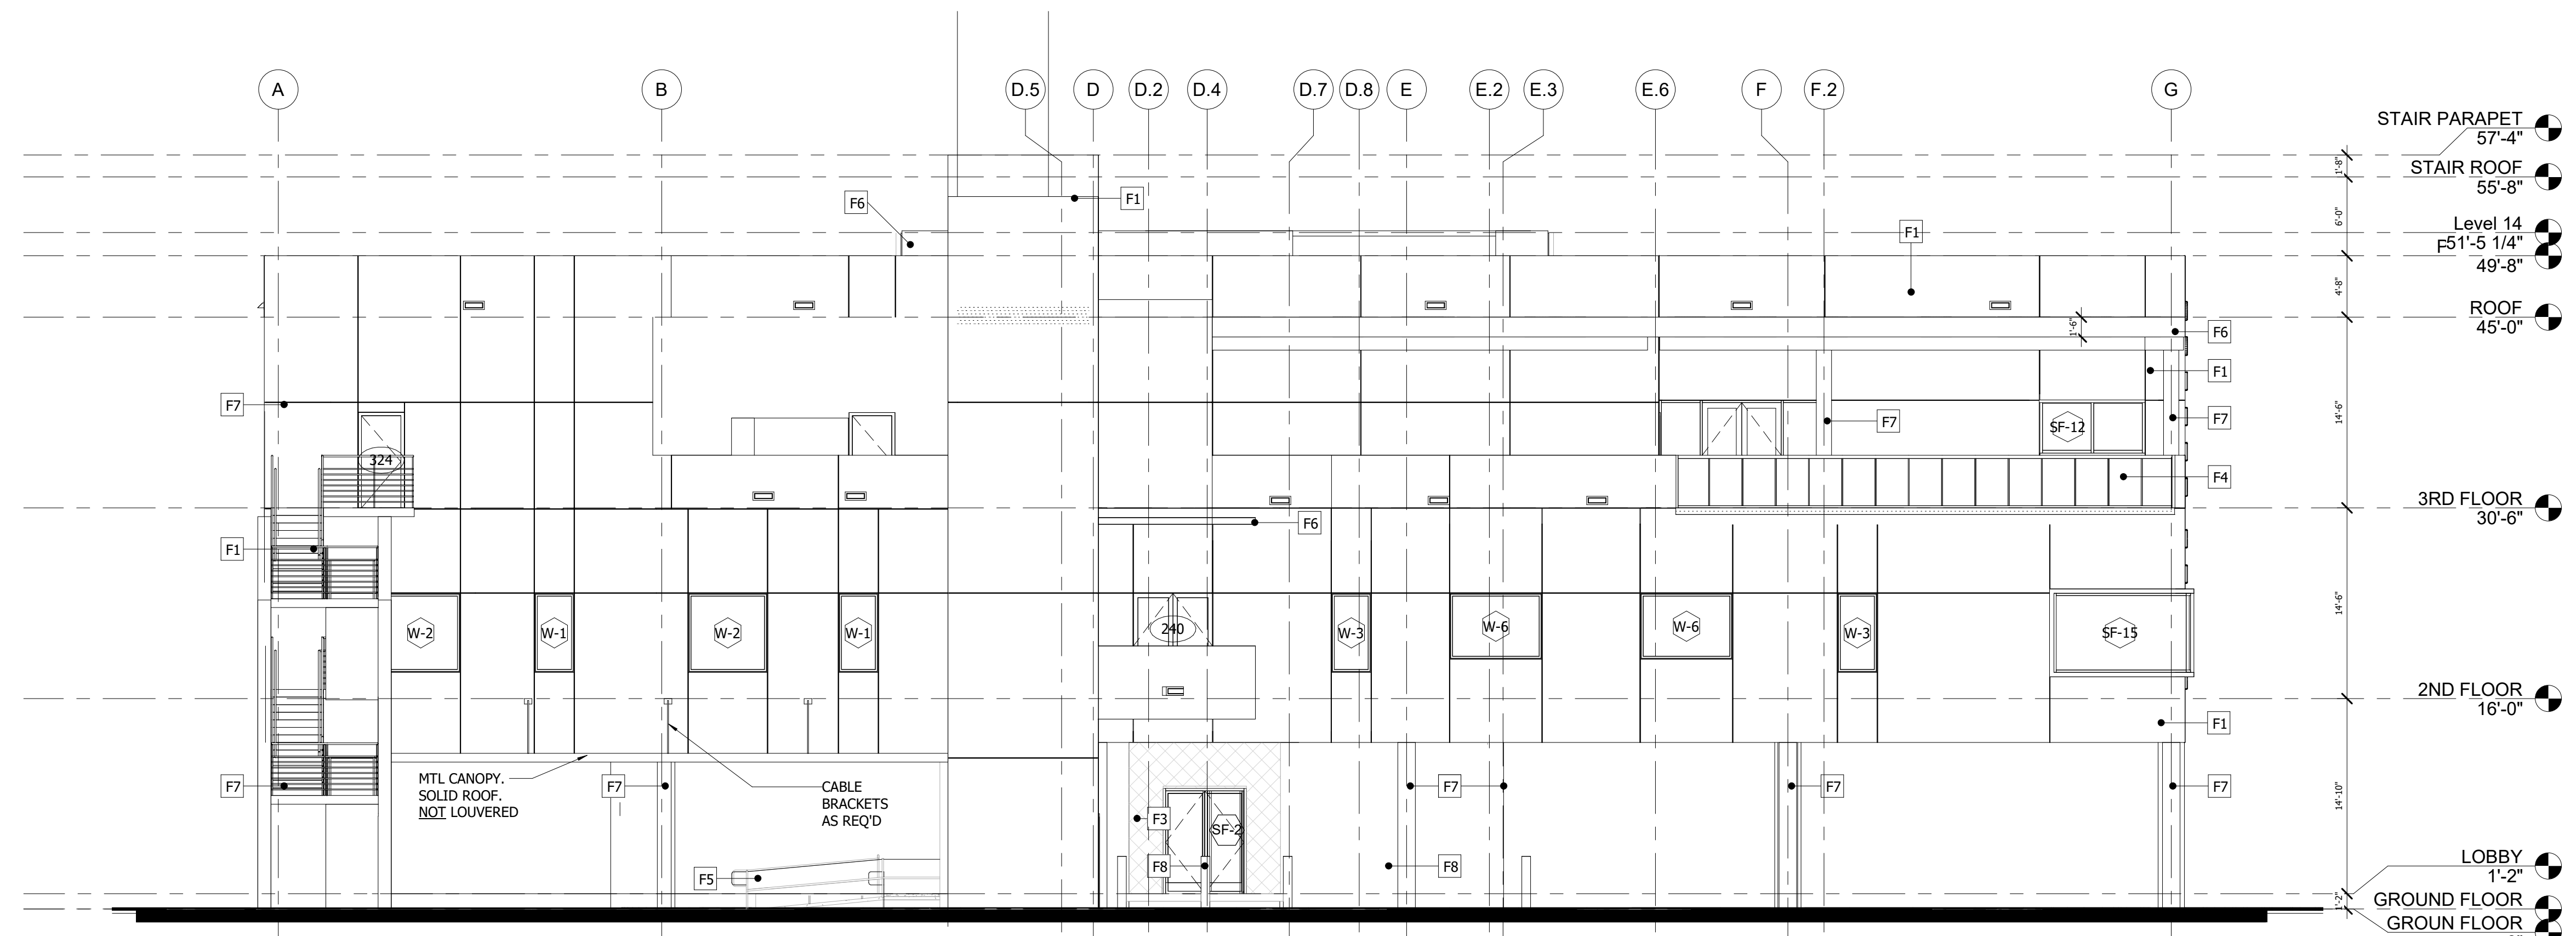 A
B
D.5
D
D.2
D.4
D.7
D.8
E
E.2
E.3
E.6
F
F.2
G
STAIR PARAPET
57'-4"
1'-8"
STAIR ROOF
55'-8"
F6
F1
6'-0"
Level 14
51'-5 1/4"
F1
F
49'-8"
4'-8"
ROOF
45'-0"
1'-6"
F6
F1
F7
F7
F7
SF-12
14'-6"
324
F4
3RD FLOOR
30'-6"
F6
F1
W-2
W-1
W-2
W-1
240
W-3
W-6
W-6
W-3
SF-15
14'-6"
2ND FLOOR
16'-0"
F1
MTL CANOPY.
SOLID ROOF.
NOT LOUVERED
CABLE
BRACKETS
AS REQ'D
F7
F7
F7
F7
F7
14'-10"
F3
SF-2
F5
F8
F8
LOBBY
1'-2"
1'-2"
GROUND FLOOR
GROUN FLOOR